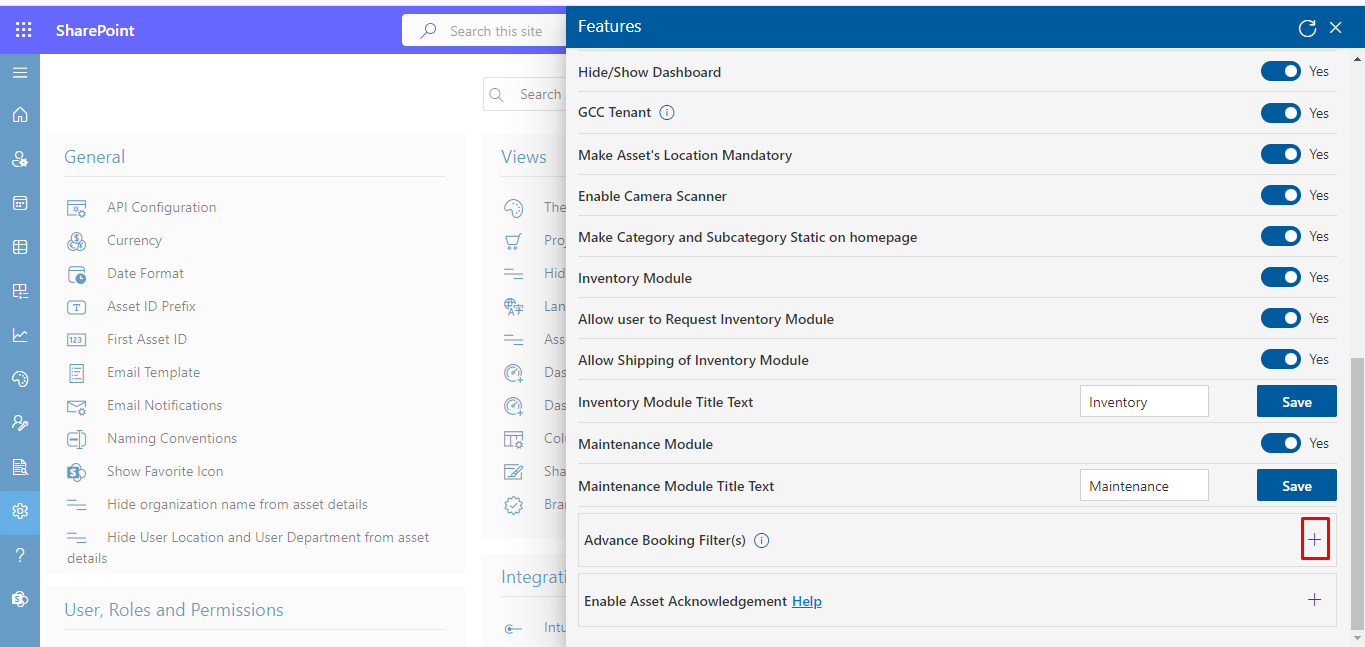 SharePoint
Search this site
Features
Search
General
API Configuration
Currency
Date Format
Asset ID Prefix
123
First Asset ID
Email Template
Email Notifications
Naming Conventions
Show Favorite Icon
Hide organization name from asset details
Hide User Location and User Department from asset
details
User, Roles and Permissions
Views
The
Proj
Hid
Lan
Ass
Das
Das
Colu
Sha
Bran
Integrati
Intu
Hide/Show Dashboard
Yes
GCC Tenant
Yes
Make Asset's Location Mandatory
Yes
Enable Camera Scanner
Yes
Make Category and Subcategory Static on homepage
Yes
Inventory Module
Yes
Allow user to Request Inventory Module
Yes
Allow Shipping of Inventory Module
Yes
Inventory Module Title Text
Inventory
Save
Maintenance Module
Yes
Maintenance Module Title Text
Maintenance
Save
Advance Booking Filter(s)
Enable Asset Acknowledgement Help